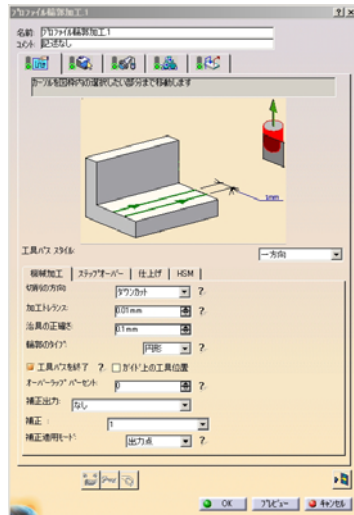 プロファイル輪郭加工.1
名前: プロファイル輪郭加工.1
コメント: 記述なし
カーソルを図枠内の選択したい部分まで移動します
1mm
工具パス スタイル:
一方向
機械加工 ステップオーバー 仕上げ HSM
切削の方向: ダウンカット ?
加工トレランス: 0.01mm ?
治具の正確さ: 0.1mm ?
輪郭のタイプ: 円形 ?
工具パスを終了 ? ガイド上の工具位置
オーバーラップ パーセント: 0 ?
補正出力: なし
補正 : 1
補正適用モード: 出力点 ?
OK プレビュー キャンセル